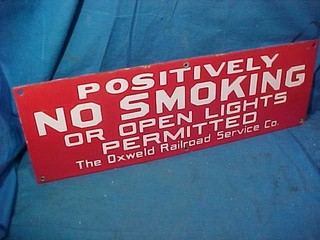 POSITIVELY
NO SMOKING
OR OPEN LIGHTS
PERMITTED
The Oxweld Railroad Service Co.